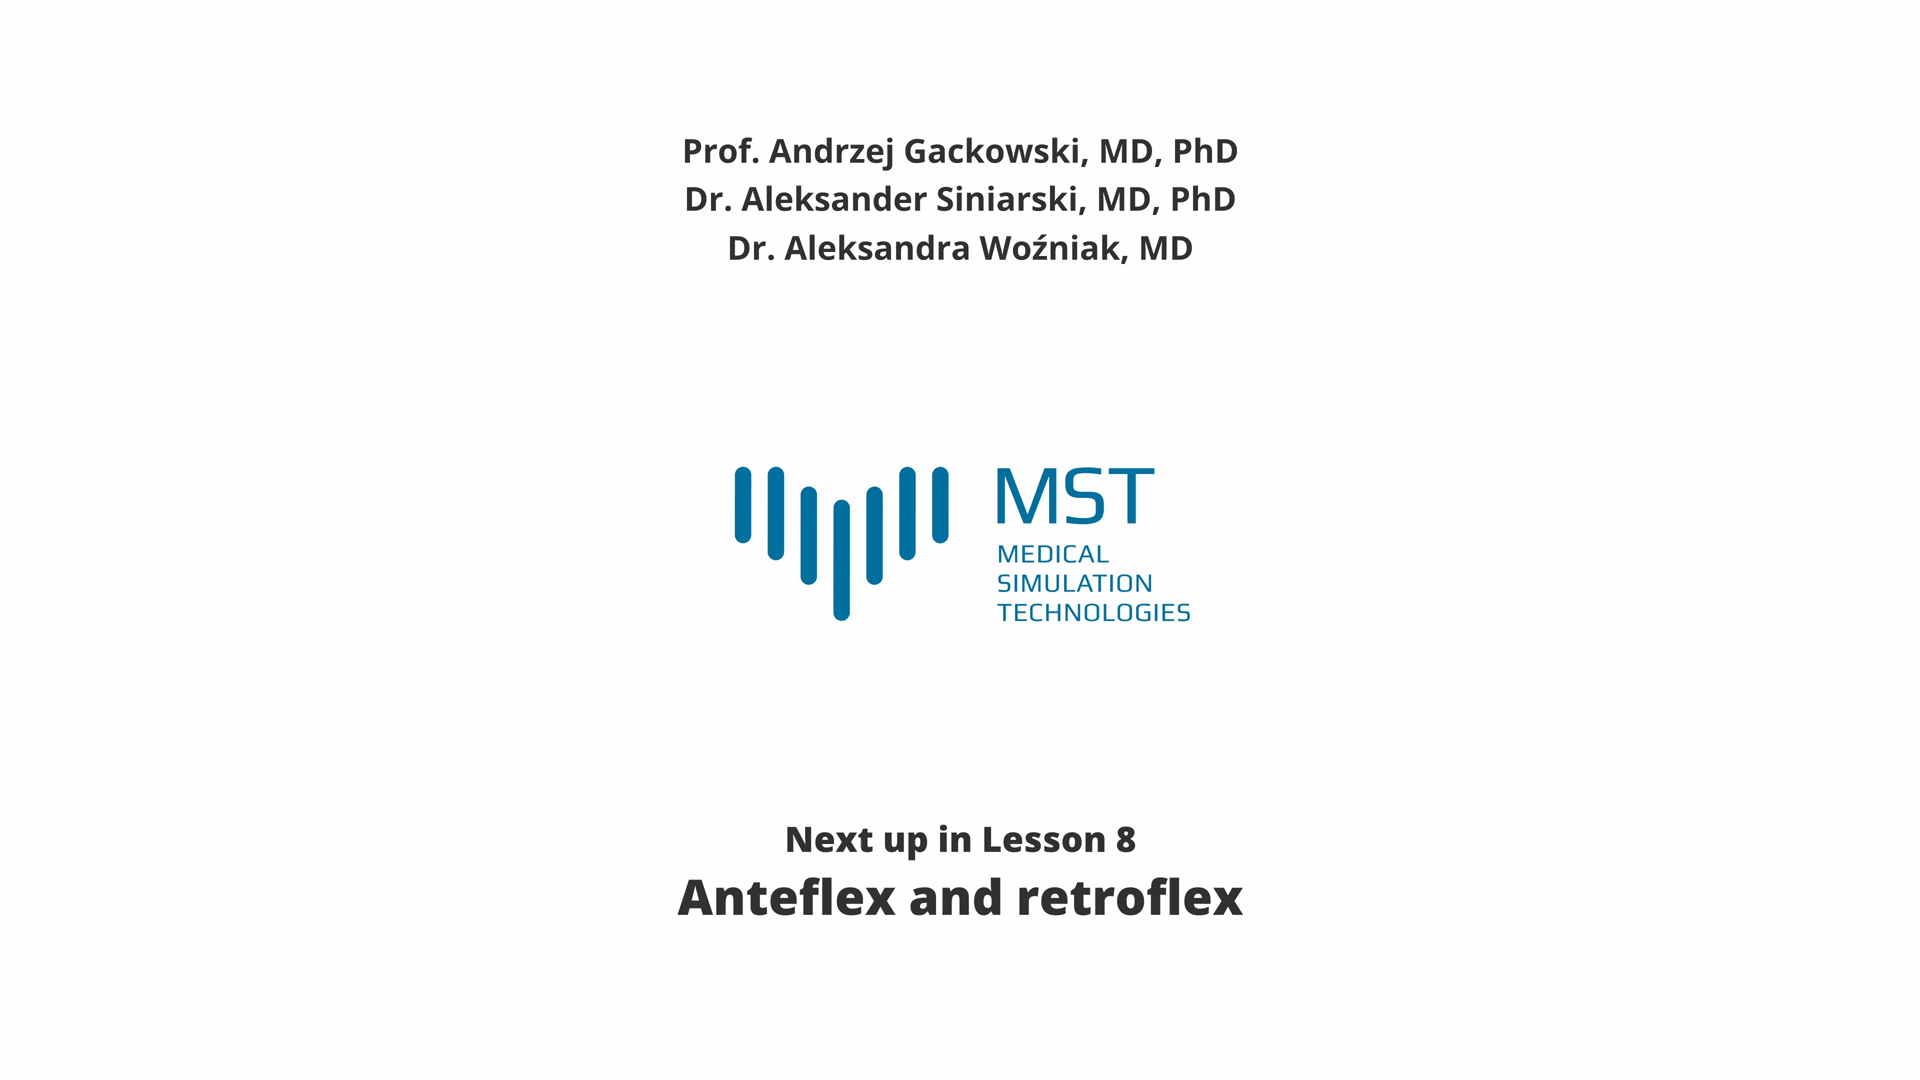 Prof. Andrzej Gackowski, MD, PhD
Dr. Aleksander Siniarski, MD, PhD
Dr. Aleksandra Woźniak, MD
MST
MEDICAL
SIMULATION
TECHNOLOGIES
Next up in Lesson 8
Anteflex and retroflex